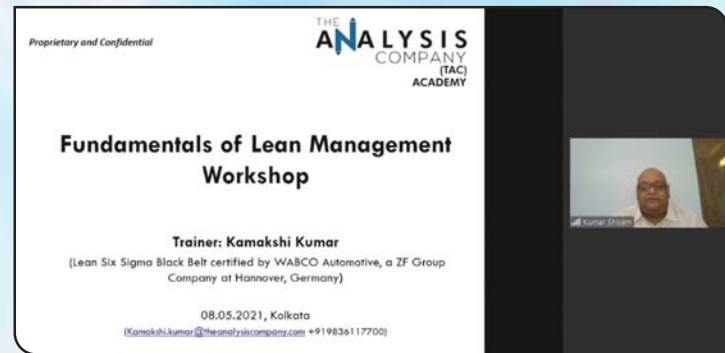 Proprietary and Confidential
THE
ANALYSIS
COMPANY
(TAC)
ACADEMY
Fundamentals of Lean Management
Workshop
Trainer: Kamakshi Kumar
(Lean Six Sigma Black Belt certified by WABCO Automotive, a ZF Group
Company at Hannover, Germany)
08.05.2021, Kolkata
(Kamakshi.kumar@theanalysiscompany.com +919836117700)
Kumar Shivam